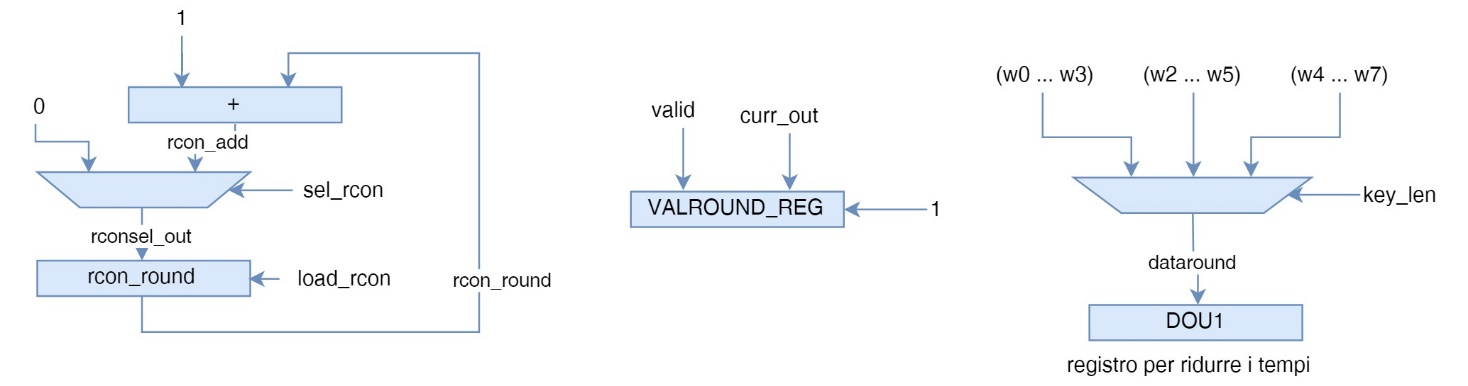 1
+
0
rcon_add
sel_rcon
rconsel_out
rcon_round
load_rcon
rcon_round
valid
curr_out
VALROUND_REG
1
(w0 ... w3)
(w2 ... w5)
(w4 ... w7)
key_len
dataround
DOU1
registro per ridurre i tempi